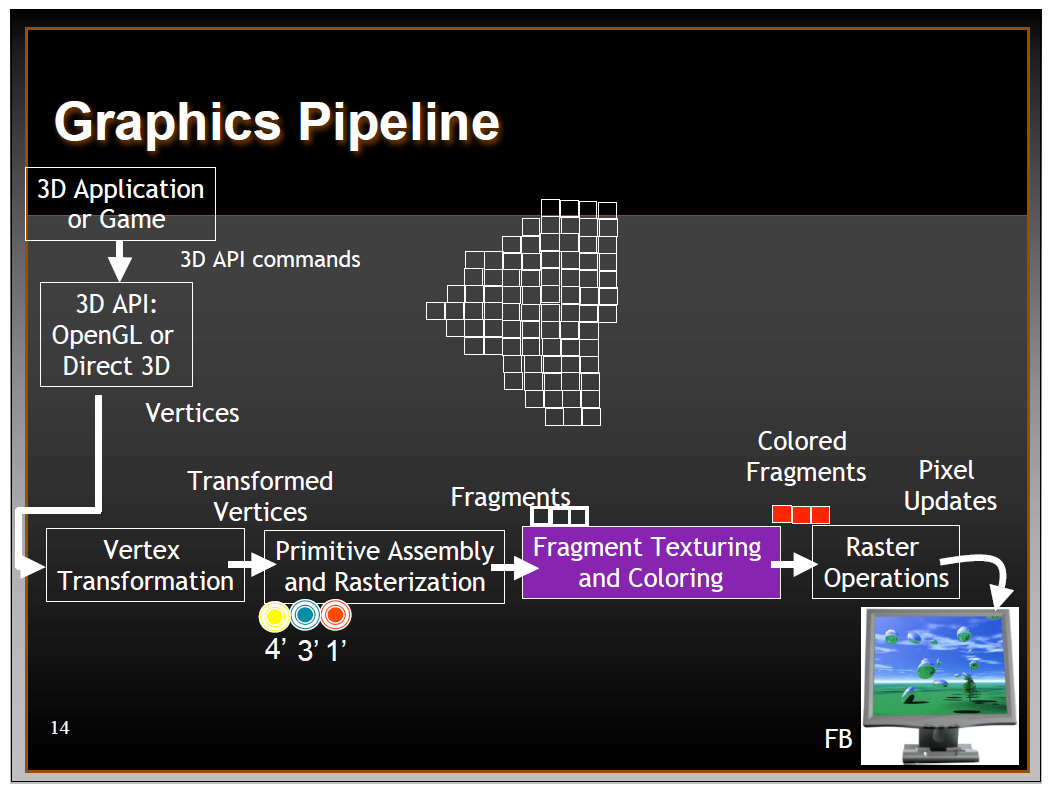 Graphics Pipeline
3D Application
or Game
3D API commands
3D API:
OpenGL or
Direct 3D
Vertices
Transformed
Vertices
Fragments
Colored
Fragments
Pixel
Updates
Vertex
Transformation
Primitive Assembly
and Rasterization
Fragment Texturing
and Coloring
Raster
Operations
4’ 3’ 1’
14
FB